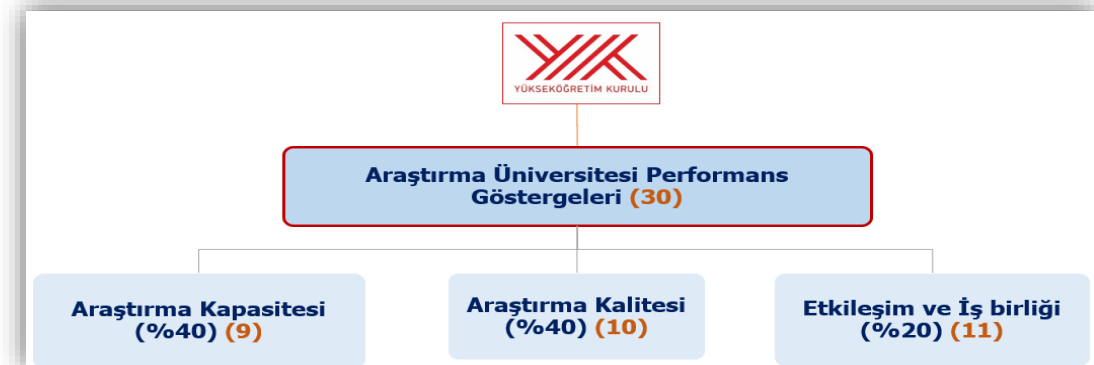 YÜKSEKÖĞRETİM KURULU
Araştırma Üniversitesi Performans
Göstergeleri (30)
Araştırma Kapasitesi
(%40) (9)
Araştırma Kalitesi
(%40) (10)
Etkileşim ve İş birliği
(%20) (11)